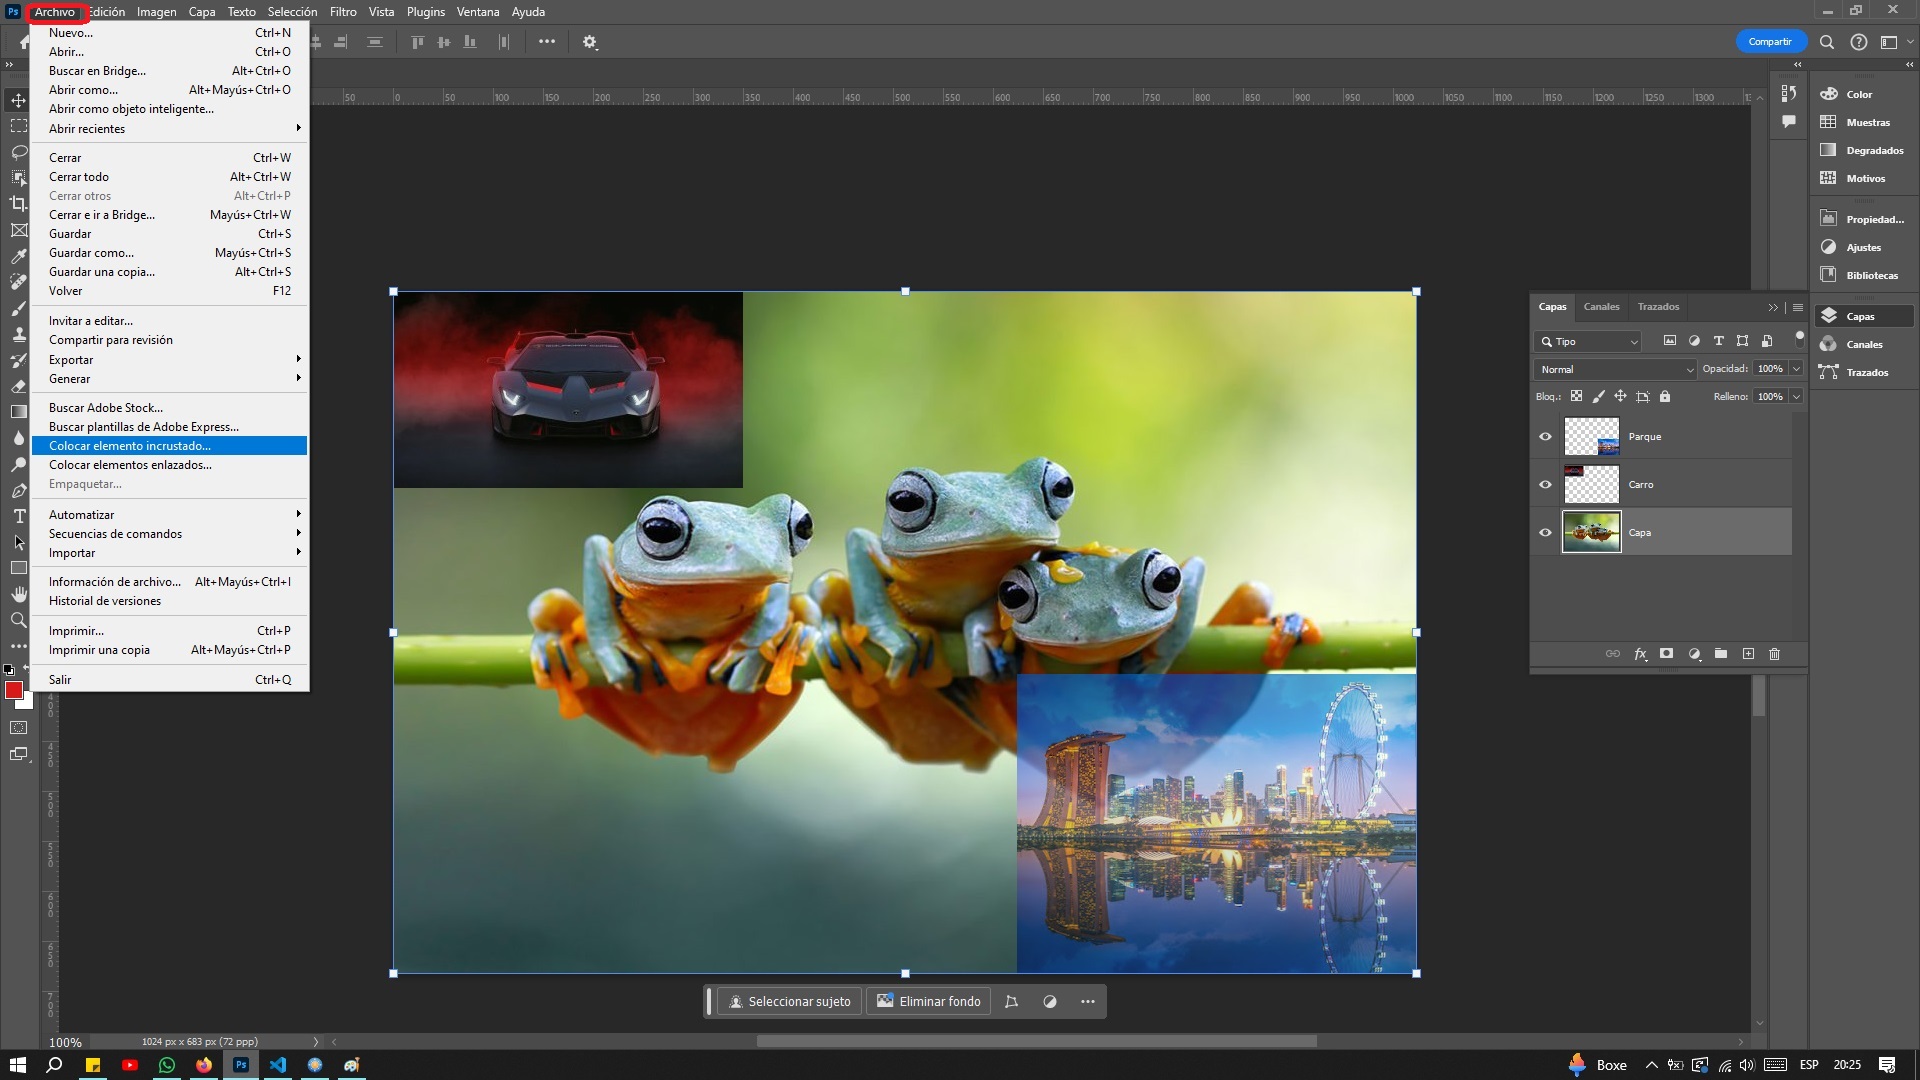 Ps Archivo Edición Imagen Capa Texto Selección Filtro Vista Plugins Ventana Ayuda
Nuevo... Ctrl+N
Abrir... Ctrl+O
Buscar en Bridge... Alt+Ctrl+O
Abrir como... Alt+Mayús+Ctrl+O
Abrir como objeto inteligente...
Abrir recientes
Cerrar Ctrl+W
Cerrar todo Alt+Ctrl+W
Cerrar otros Alt+Ctrl+P
Cerrar e ir a Bridge... Mayús+Ctrl+W
Guardar Ctrl+S
Guardar como... Mayús+Ctrl+S
Guardar una copia... Alt+Ctrl+S
Volver F12
Invitar a editar...
Compartir para revisión
Exportar
Generar
Buscar Adobe Stock...
Buscar plantillas de Adobe Express...
Colocar elemento incrustado...
Colocar elementos enlazados...
Empaquetar...
Automatizar
Secuencias de comandos
Importar
Información de archivo... Alt+Mayús+Ctrl+I
Historial de versiones
Imprimir... Ctrl+P
Imprimir una copia Alt+Mayús+Ctrl+P
Salir Ctrl+Q
Compartir
50 0 50 100 150 200 250 300 350 400 450 500 550 600 650 700 750 800 850 900 950 1000 1050 1100 1150 1200 1250 1300
400
450
500
550
600
650
700
Color
Muestras
Degradados
Motivos
Propiedad...
Ajustes
Bibliotecas
Capas
Canales
Trazados
Capas Canales Trazados
Tipo
Normal Opacidad: 100%
Bloq.: Relleno: 100%
Parque
Carro
Capa
fx
Seleccionar sujeto Eliminar fondo
100% 1024 px x 683 px (72 ppp)
Ps Boxe ESP 20:25